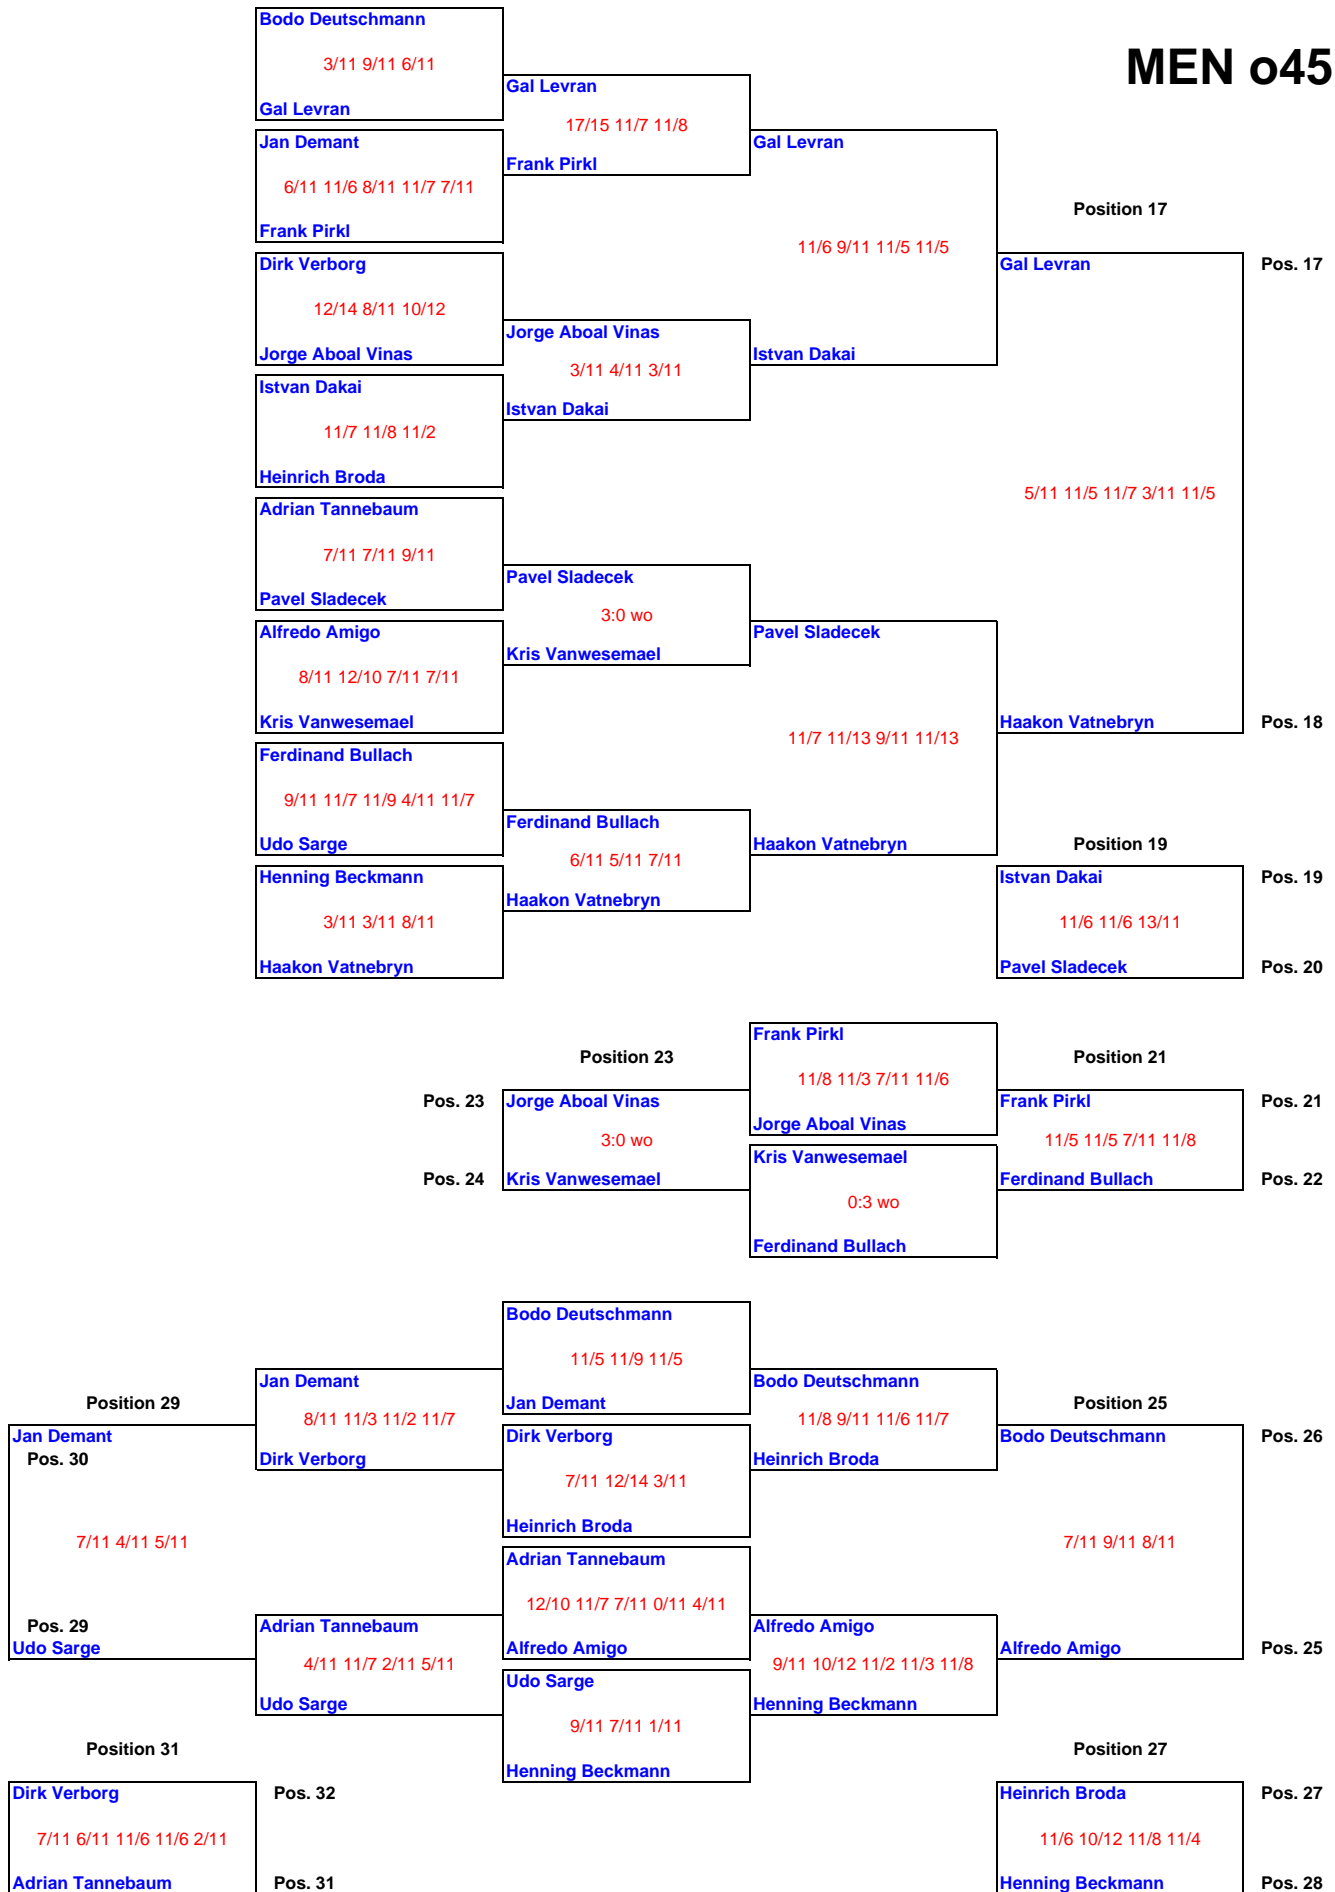 MEN o45
Bodo Deutschmann
3/11 9/11 6/11
Gal Levran
Jan Demant
6/11 11/6 8/11 11/7 7/11
Frank Pirkl
Dirk Verborg
12/14 8/11 10/12
Jorge Aboal Vinas
Istvan Dakai
11/7 11/8 11/2
Heinrich Broda
Adrian Tannebaum
7/11 7/11 9/11
Pavel Sladecek
Alfredo Amigo
8/11 12/10 7/11 7/11
Kris Vanwesemael
Ferdinand Bullach
9/11 11/7 11/9 4/11 11/7
Udo Sarge
Henning Beckmann
3/11 3/11 8/11
Haakon Vatnebryn
Gal Levran
17/15 11/7 11/8
Frank Pirkl
Jorge Aboal Vinas
3/11 4/11 3/11
Istvan Dakai
Pavel Sladecek
3:0 wo
Kris Vanwesemael
Ferdinand Bullach
6/11 5/11 7/11
Haakon Vatnebryn
Gal Levran
11/6 9/11 11/5 11/5
Istvan Dakai
Pavel Sladecek
11/7 11/13 9/11 11/13
Haakon Vatnebryn
Position 17
Gal Levran Pos. 17
5/11 11/5 11/7 3/11 11/5
Haakon Vatnebryn Pos. 18
Position 19
Istvan Dakai Pos. 19
11/6 11/6 13/11
Pavel Sladecek Pos. 20
Position 23
Pos. 23 Jorge Aboal Vinas
3:0 wo
Pos. 24 Kris Vanwesemael
Frank Pirkl
11/8 11/3 7/11 11/6
Jorge Aboal Vinas
Kris Vanwesemael
0:3 wo
Ferdinand Bullach
Position 21
Frank Pirkl Pos. 21
11/5 11/5 7/11 11/8
Ferdinand Bullach Pos. 22
Position 29
Jan Demant
Pos. 30
7/11 4/11 5/11
Pos. 29
Udo Sarge
Jan Demant
8/11 11/3 11/2 11/7
Dirk Verborg
Adrian Tannebaum
4/11 11/7 2/11 5/11
Udo Sarge
Bodo Deutschmann
11/5 11/9 11/5
Jan Demant
Dirk Verborg
7/11 12/14 3/11
Heinrich Broda
Adrian Tannebaum
12/10 11/7 7/11 0/11 4/11
Alfredo Amigo
Udo Sarge
9/11 7/11 1/11
Henning Beckmann
Bodo Deutschmann
11/8 9/11 11/6 11/7
Heinrich Broda
Alfredo Amigo
9/11 10/12 11/2 11/3 11/8
Henning Beckmann
Position 25
Bodo Deutschmann Pos. 26
7/11 9/11 8/11
Alfredo Amigo Pos. 25
Position 31
Dirk Verborg Pos. 32
7/11 6/11 11/6 11/6 2/11
Adrian Tannebaum Pos. 31
Position 27
Heinrich Broda Pos. 27
11/6 10/12 11/8 11/4
Henning Beckmann Pos. 28